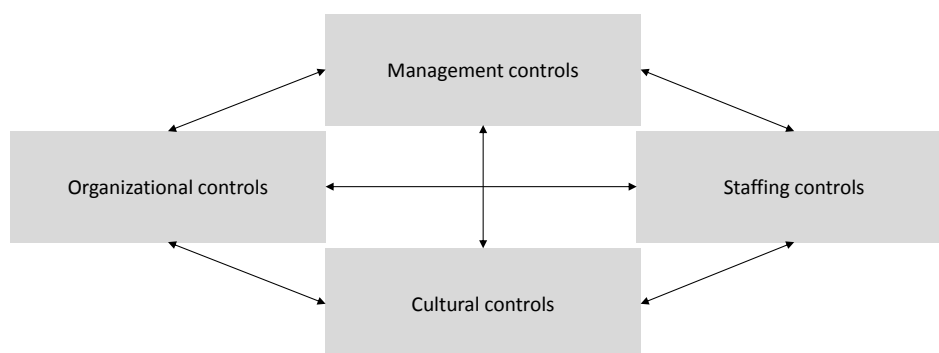 Management controls
Organizational controls
Staffing controls
Cultural controls